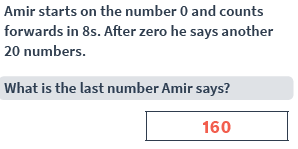 Amir starts on the number 0 and counts
forwards in 8s. After zero he says another
20 numbers.
What is the last number Amir says?
160